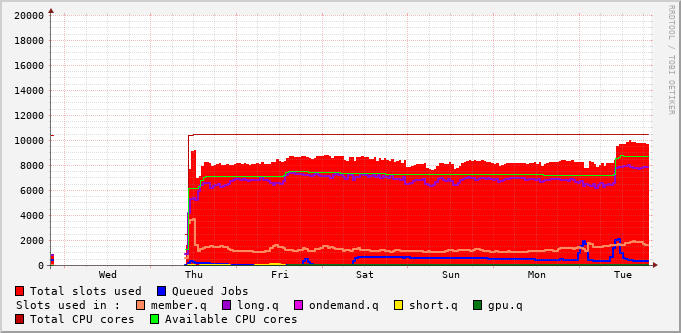 20000
18000
16000
14000
12000
10000
8000
6000
4000
2000
0
Wed Thu Fri Sat Sun Mon Tue
RRDTOOL / TOBI OETIKER
Total slots used Queued Jobs
Slots used in : member.q long.q ondemand.q short.q gpu.q
Total CPU cores Available CPU cores